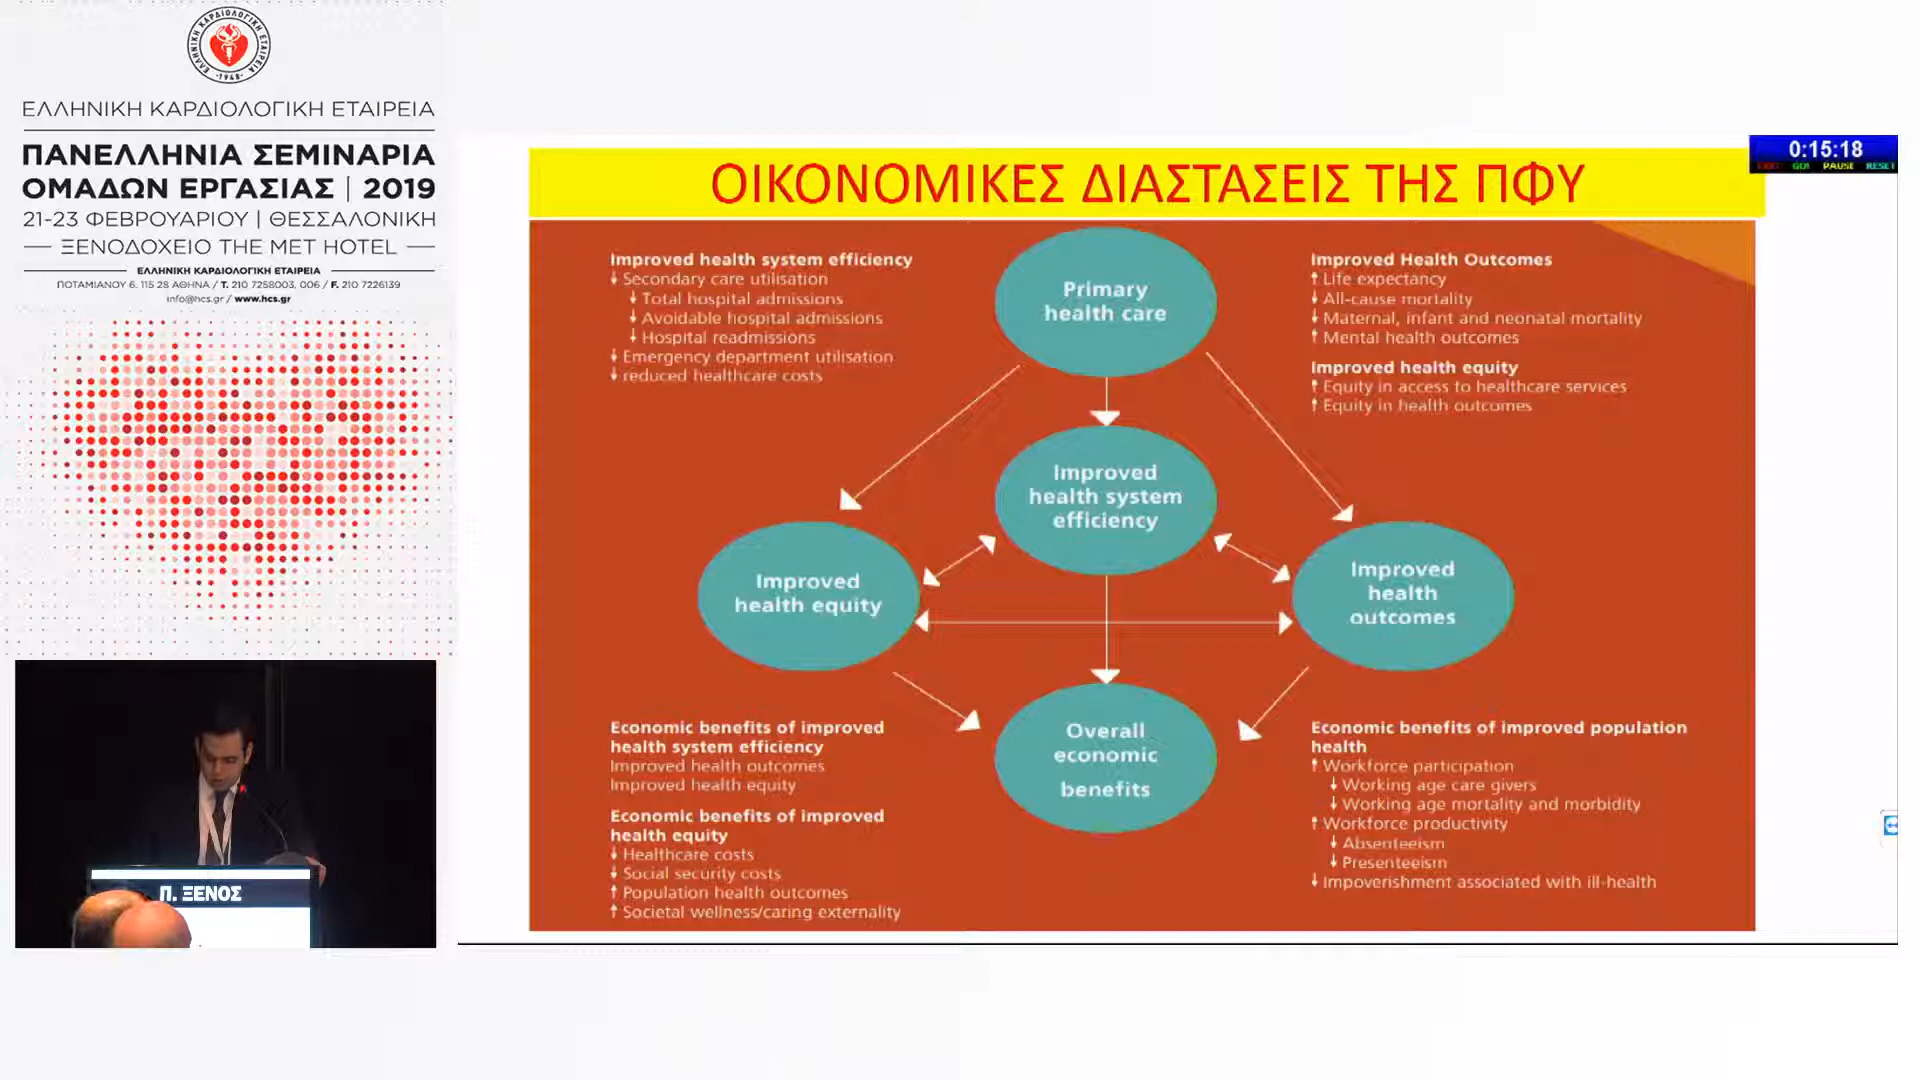 ΕΛΛΗΝΙΚΗ ΚΑΡΔΙΟΛΟΓΙΚΗ ΕΤΑΙΡΕΙΑ
·1948·
ΕΛΛΗΝΙΚΗ ΚΑΡΔΙΟΛΟΓΙΚΗ ΕΤΑΙΡΕΙΑ
ΠΑΝΕΛΛΗΝΙΑ ΣΕΜΙΝΑΡΙΑ
ΟΜΑΔΩΝ ΕΡΓΑΣΙΑΣ | 2019
21-23 ΦΕΒΡΟΥΑΡΙΟΥ | ΘΕΣΣΑΛΟΝΙΚΗ
ΞΕΝΟΔΟΧΕΙΟ THE MET HOTEL
ΕΛΛΗΝΙΚΗ ΚΑΡΔΙΟΛΟΓΙΚΗ ΕΤΑΙΡΕΙΑ
ΠΟΤΑΜΙΑΝΟΥ 6, 115 28 ΑΘΗΝΑ / T. 210 7258003, 006 / F. 210 7226139
info@hcs.gr / www.hcs.gr
Π. ΞΕΝΟΣ
0:15:18
GO! PAUSE RESET
ΟΙΚΟΝΟΜΙΚΕΣ ΔΙΑΣΤΑΣΕΙΣ ΤΗΣ ΠΦΥ
Improved health system efficiency
↓ Secondary care utilisation
↓ Total hospital admissions
↓ Avoidable hospital admissions
↓ Hospital readmissions
↓ Emergency department utilisation
↓ reduced healthcare costs
Primary
health care
Improved Health Outcomes
↑ Life expectancy
↓ All-cause mortality
↓ Maternal, infant and neonatal mortality
↑ Mental health outcomes
Improved health equity
↑ Equity in access to healthcare services
↑ Equity in health outcomes
Improved
health system
efficiency
Improved
health equity
Improved
health
outcomes
Overall
economic
benefits
Economic benefits of improved
health system efficiency
Improved health outcomes
Improved health equity
Economic benefits of improved
health equity
↓ Healthcare costs
↓ Social security costs
↑ Population health outcomes
↑ Societal wellness/caring externality
Economic benefits of improved population
health
↑ Workforce participation
↓ Working age care givers
↓ Working age mortality and morbidity
↑ Workforce productivity
↓ Absenteeism
↓ Presenteeism
↓ Impoverishment associated with ill-health